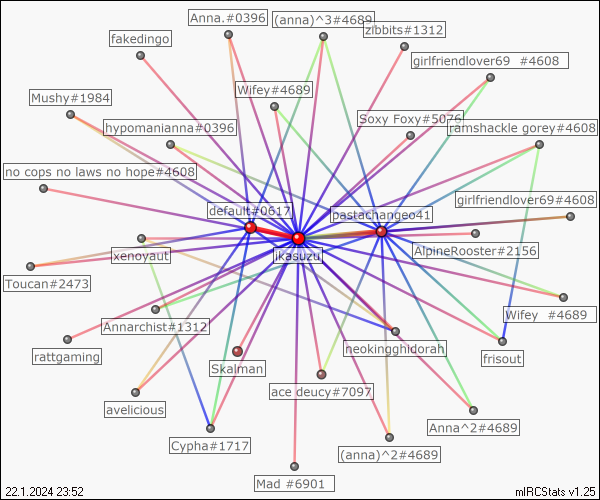 Anna.#0396
(anna)^3#4689
zibbits#1312
fakedingo
girlfriendlover69 #4608
Wifey#4689
Mushy#1984
Soxy Foxy#5076
hypomanianna#0396
ramshackle gorey#4608
no cops no laws no hope#4608
girlfriendlover69#4608
default#0617
pastachangeo41
xenoyaut
ikasuzu
AlpineRooster#2156
Toucan#2473
Wifey #4689
Annarchist#1312
neokingghidorah
rattgaming
Skalman
frisout
ace deucy#7097
avelicious
Anna^2#4689
Cypha#1717
(anna)^2#4689
Mad #6901
22.1.2024 23:52
mIRCStats v1.25